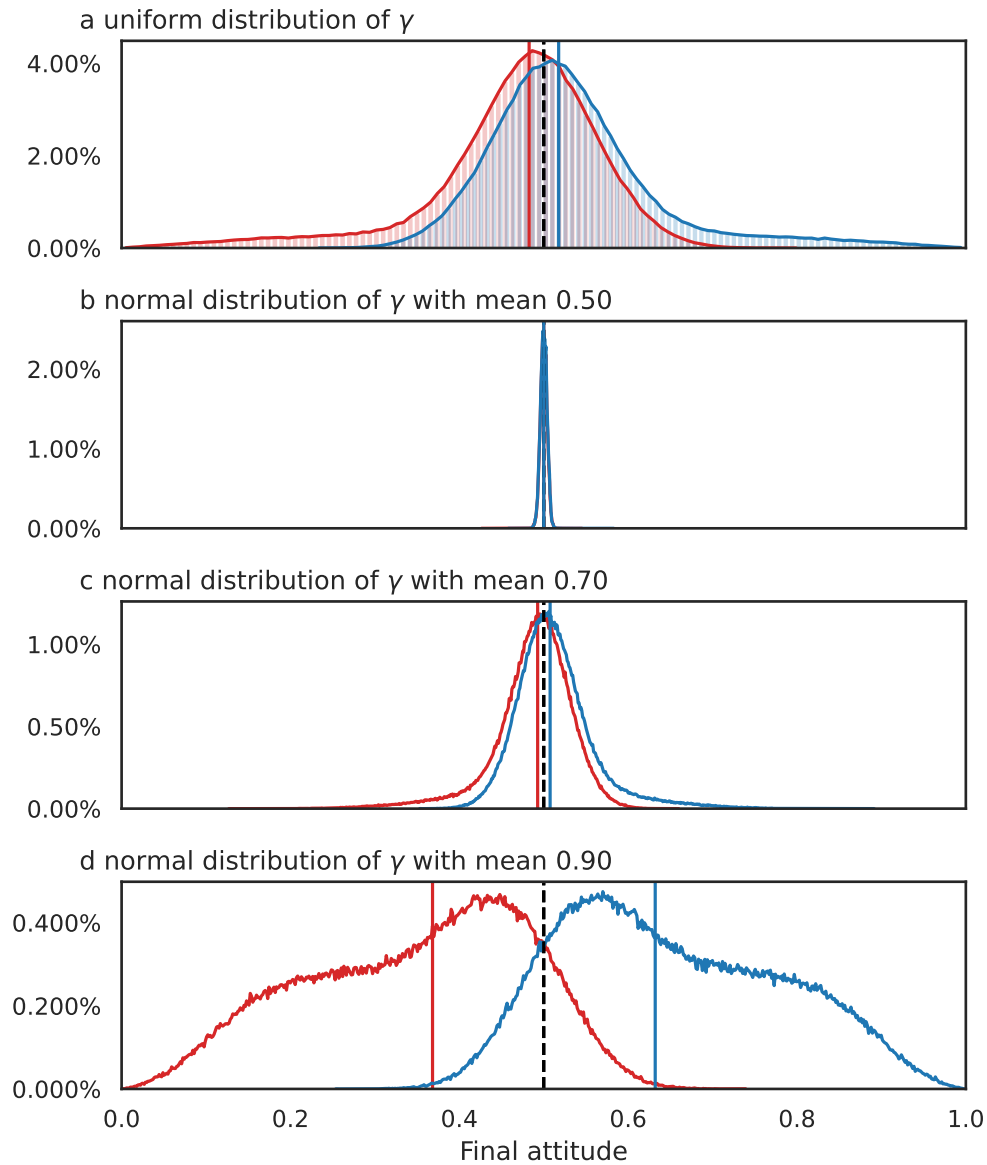 a uniform distribution of γ
4.00%
2.00%
0.00%
b normal distribution of γ with mean 0.50
2.00%
1.00%
0.00%
c normal distribution of γ with mean 0.70
1.00%
0.50%
0.00%
d normal distribution of γ with mean 0.90
0.400%
0.200%
0.000%
0.0 0.2 0.4 0.6 0.8 1.0
Final attitude